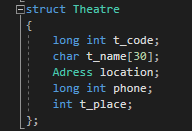 struct Theatre
{
long int t_code;
char t_name[30];
Adress location;
long int phone;
int t_place;
};